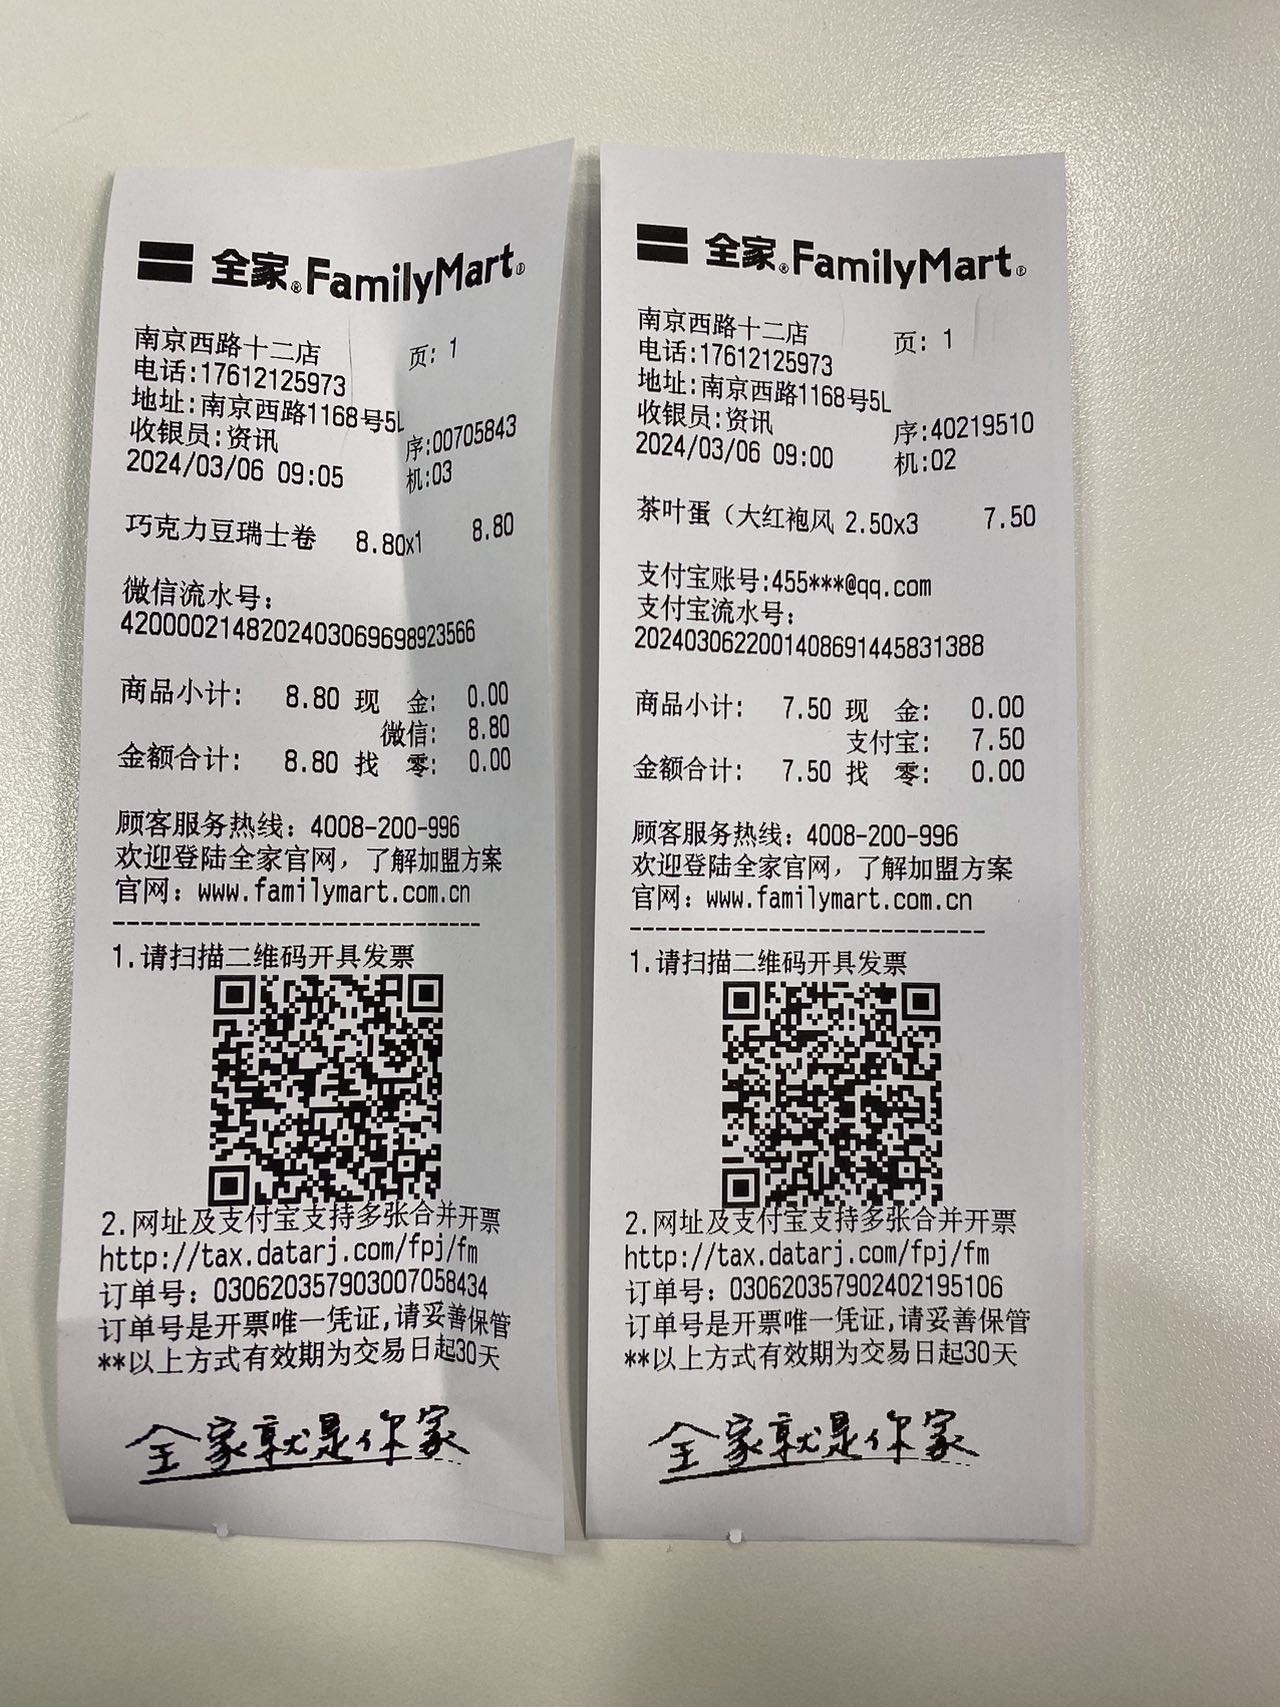 全家®FamilyMart®
南京西路十二店 页: 1
电话:17612125973
地址:南京西路1168号5L
收银员:资讯 序:00705843
2024/03/06 09:05 机:03
巧克力豆瑞士卷 8.80x1 8.80
微信流水号:
4200002148202403069698923566
商品小计: 8.80 现 金: 0.00
微信: 8.80
金额合计: 8.80 找 零: 0.00
顾客服务热线: 4008-200-996
欢迎登陆全家官网, 了解加盟方案
官网: www.familymart.com.cn
1.请扫描二维码开具发票
2.网址及支付宝支持多张合并开票
http://tax.datarj.com/fpj/fm
订单号: 030620357903007058434
订单号是开票唯一凭证,请妥善保管
**以上方式有效期为交易日起30天
全家就是你家
全家®FamilyMart®
南京西路十二店 页: 1
电话:17612125973
地址:南京西路1168号5L
收银员:资讯 序:40219510
2024/03/06 09:00 机:02
茶叶蛋（大红袍风 2.50x3 7.50
支付宝账号:455***@qq.com
支付宝流水号:
2024030622001408691445831388
商品小计: 7.50 现 金: 0.00
支付宝: 7.50
金额合计: 7.50 找 零: 0.00
顾客服务热线: 4008-200-996
欢迎登陆全家官网, 了解加盟方案
官网: www.familymart.com.cn
1.请扫描二维码开具发票
2.网址及支付宝支持多张合并开票
http://tax.datarj.com/fpj/fm
订单号: 030620357902402195106
订单号是开票唯一凭证,请妥善保管
**以上方式有效期为交易日起30天
全家就是你家